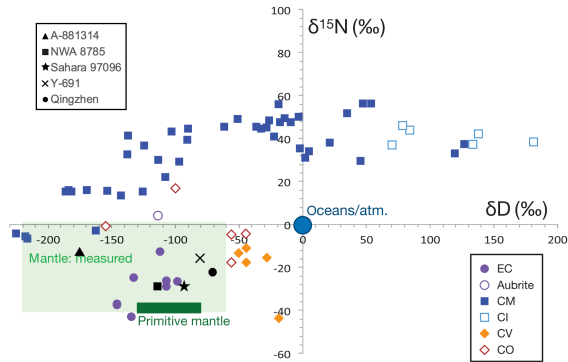 δ15N (‰)
A-881314
NWA 8785
Sahara 97096
Y-691
Qingzhen
100
80
60
40
20
0
Oceans/atm.
δD (‰)
-200 -150 -100 -50 0 50 100 150 200
Mantle: measured
-20
-40
-60
Primitive mantle
EC
Aubrite
CM
CI
CV
CO